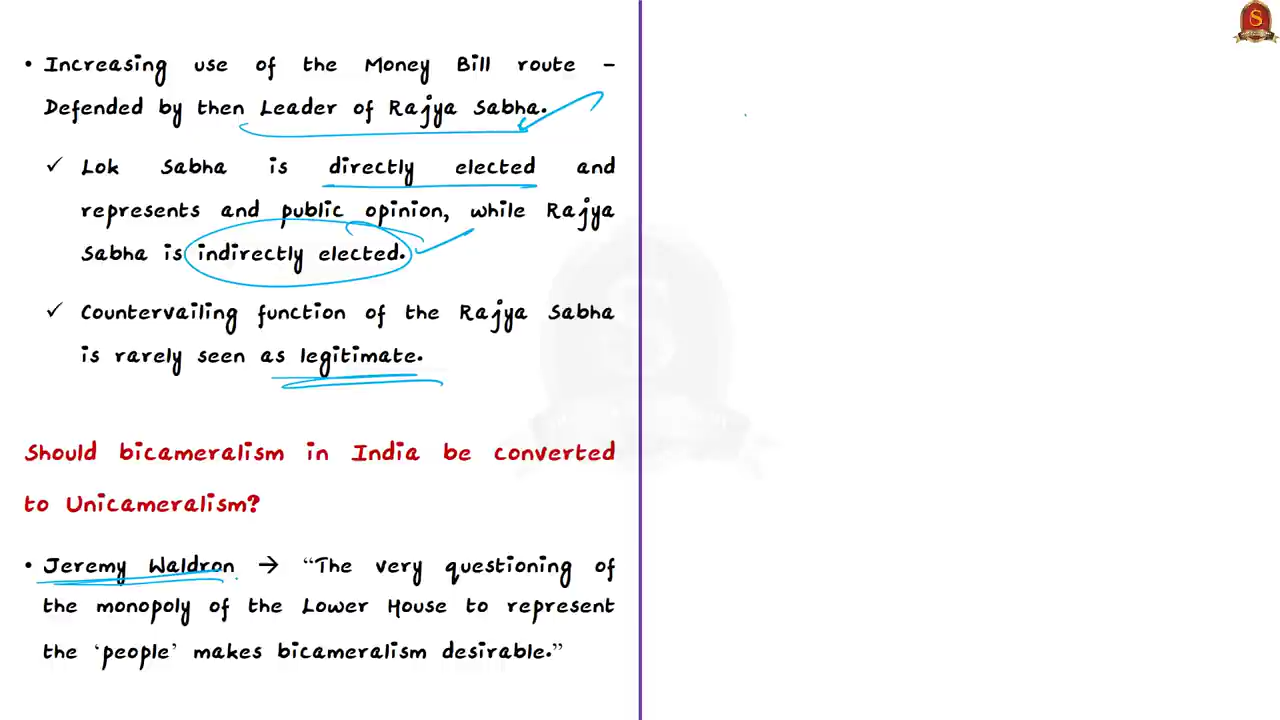 • Increasing use of the Money Bill route –
Defended by then Leader of Rajya Sabha.
✓ Lok Sabha is directly elected and
represents and public opinion, while Rajya
Sabha is indirectly elected.
✓ Countervailing function of the Rajya Sabha
is rarely seen as legitimate.
Should bicameralism in India be converted
to Unicameralism?
• Jeremy Waldron → “The very questioning of
the monopoly of the Lower House to represent
the ‘people’ makes bicameralism desirable.”